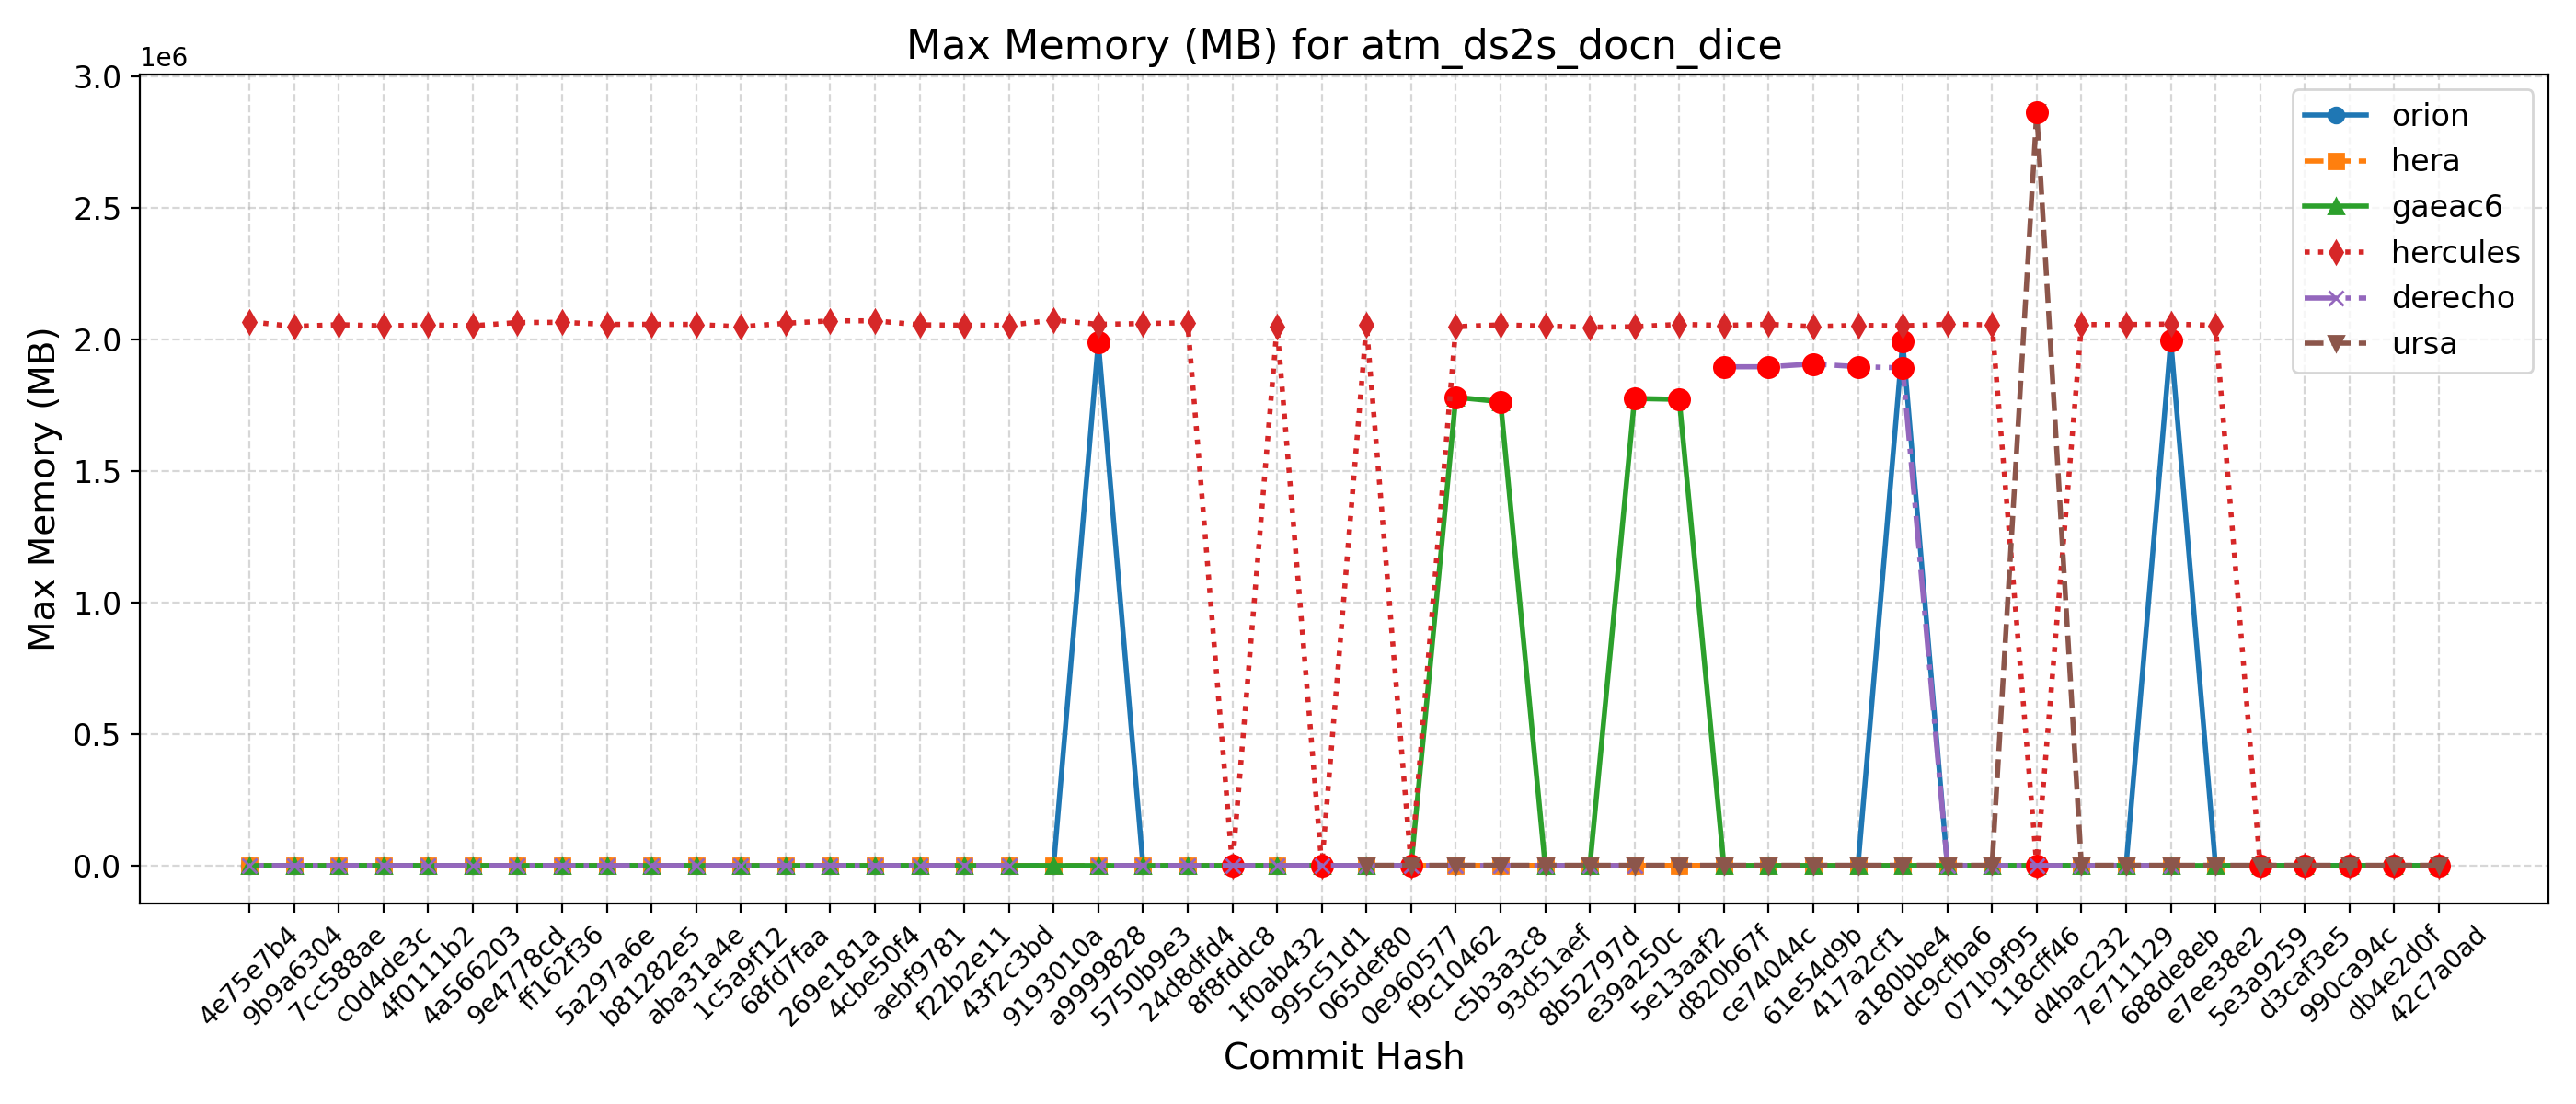 Max Memory (MB) for atm_ds2s_docn_dice
1e6
3.0
2.5
2.0
1.5
1.0
0.5
0.0
Max Memory (MB)
orion
hera
gaeac6
hercules
derecho
ursa
4e75e7b4
9b9a6304
7cc588ae
c0d4de3c
4f0111b2
4a566203
9e4778cd
ff162f36
5a297a6e
b81282e5
aba31a4e
1c5a9f12
68fd7faa
269e181a
4cbe50f4
aebf9781
f22b2e11
43f2c3bd
9193010a
a9999828
5750b9e3
24d8dfd4
8f8fddc8
1f0ab432
995c51d1
065def80
0e960577
f9c10462
c5b3a3c8
93d51aef
8b52797d
e39a250c
5e13aaf2
d820b67f
ce74044c
61e54d9b
417a2cf1
a180bbe4
dc9cfba6
071b9f95
118cff46
d4bac232
7e711129
688de8eb
e7ee38e2
5e3a9259
d3caf3e5
990ca94c
db4e2d0f
42c7a0ad
Commit Hash